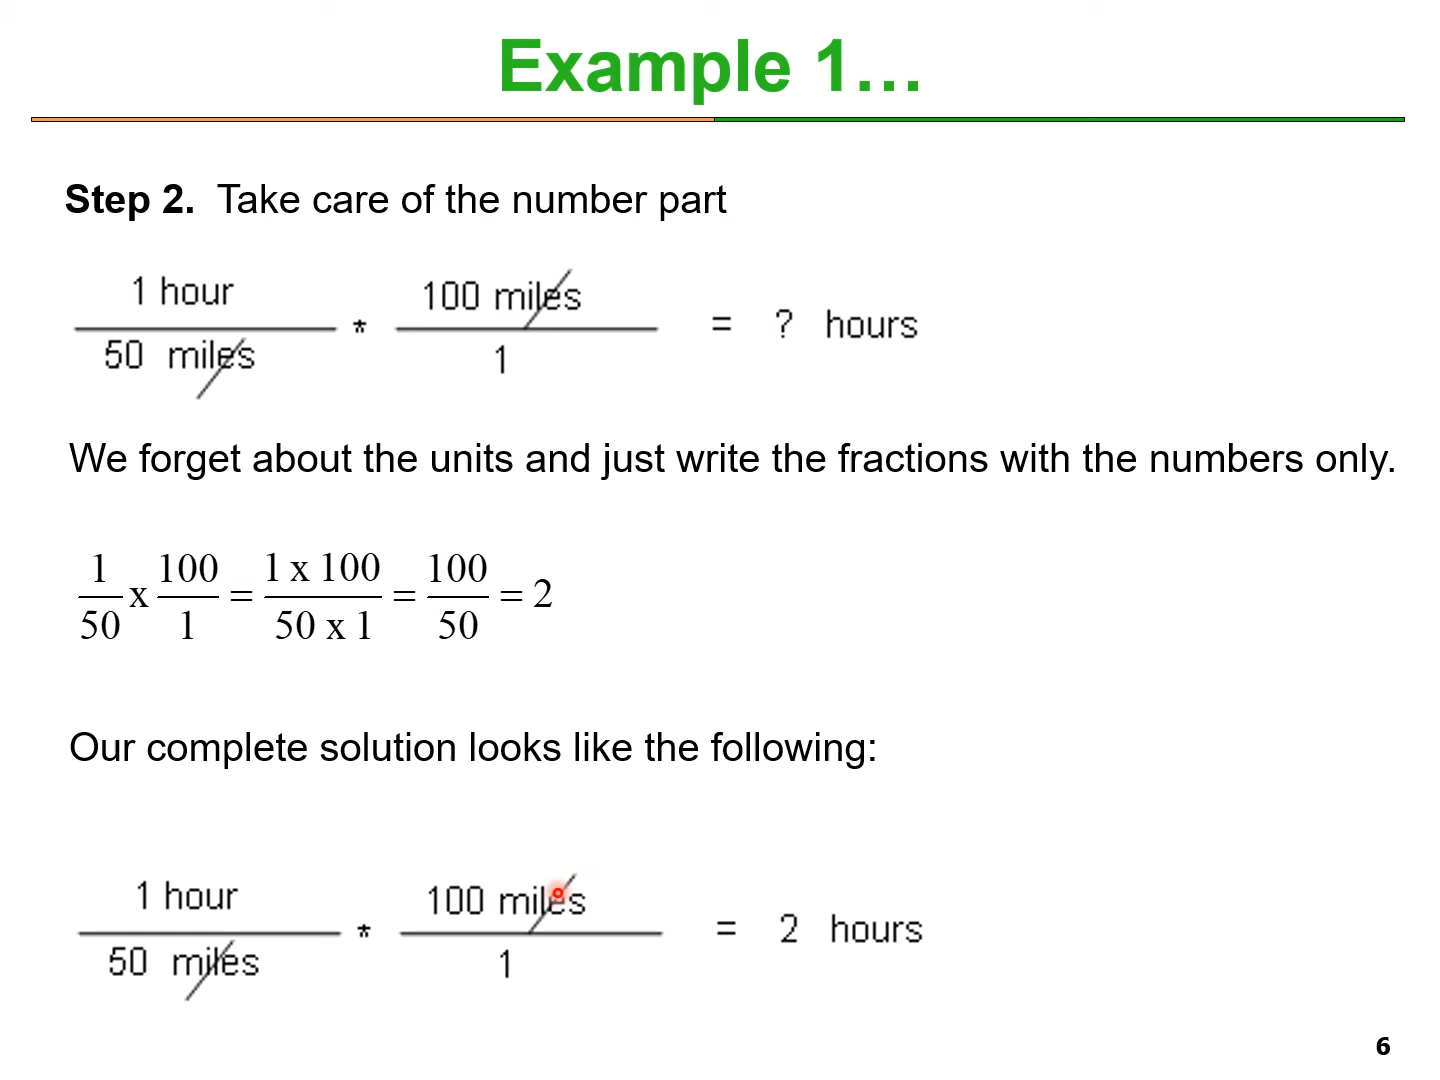 Example 1…
Step 2. Take care of the number part
1 hour
50 miles
*
100 miles
1
= ? hours
We forget about the units and just write the fractions with the numbers only.
1/50 x 100/1 = 1 x 100/50 x 1 = 100/50 = 2
Our complete solution looks like the following:
1 hour
50 miles
*
100 miles
1
= 2 hours
6